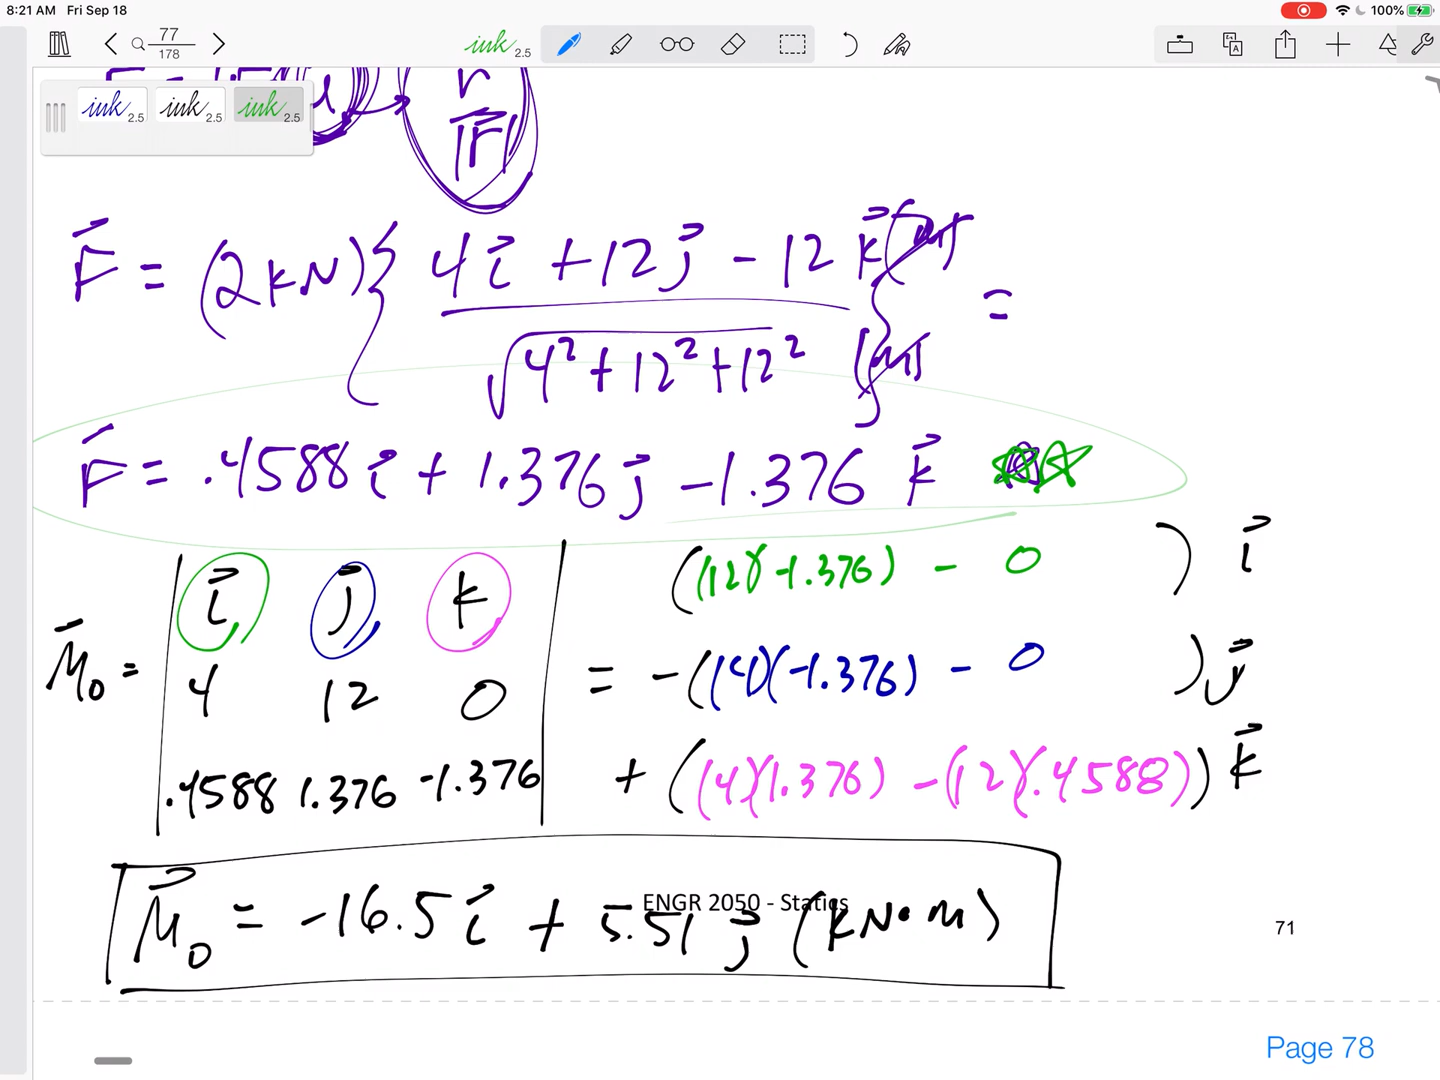 8:21 AM Fri Sep 18 100%
77
178
ink 2.5
ink 2.5 ink 2.5 ink 2.5
r
|r|
F = (2kN) { 4i + 12j - 12k (m) / √(4² + 12² + 12²) (m) } =
F = .4588i + 1.376j - 1.376 k
i j k
4 12 0
.4588 1.376 -1.376
M₀ =
((12)(-1.376) - 0 ) i
= -((4)(-1.376) - 0 ) j
+ ((4)(1.376) - (12)(.4588)) k
M₀ = -16.5i + 5.51 j (kN•m)
ENGR 2050 - Statics
71
Page 78